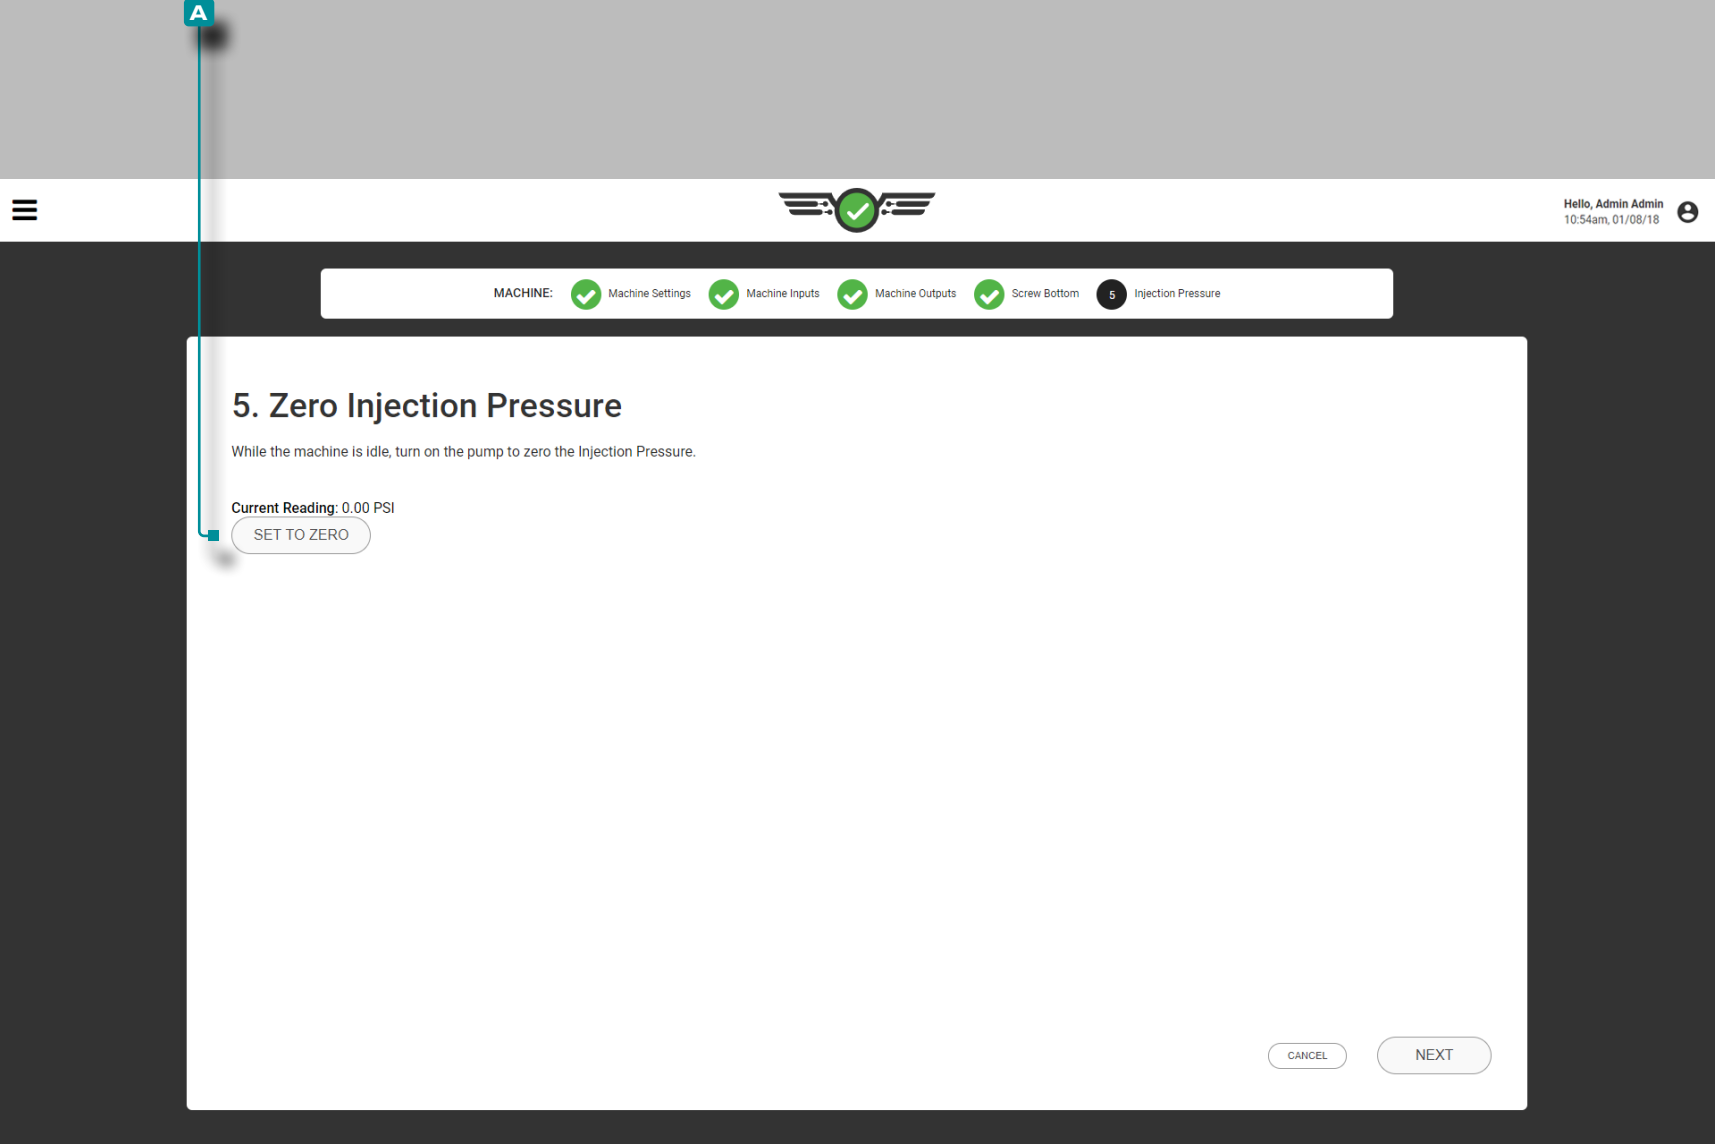 A
Hello, Admin Admin
10:54am, 01/08/18
MACHINE: Machine Settings Machine Inputs Machine Outputs Screw Bottom 5 Injection Pressure
5. Zero Injection Pressure
While the machine is idle, turn on the pump to zero the Injection Pressure.
Current Reading: 0.00 PSI
SET TO ZERO
CANCEL NEXT